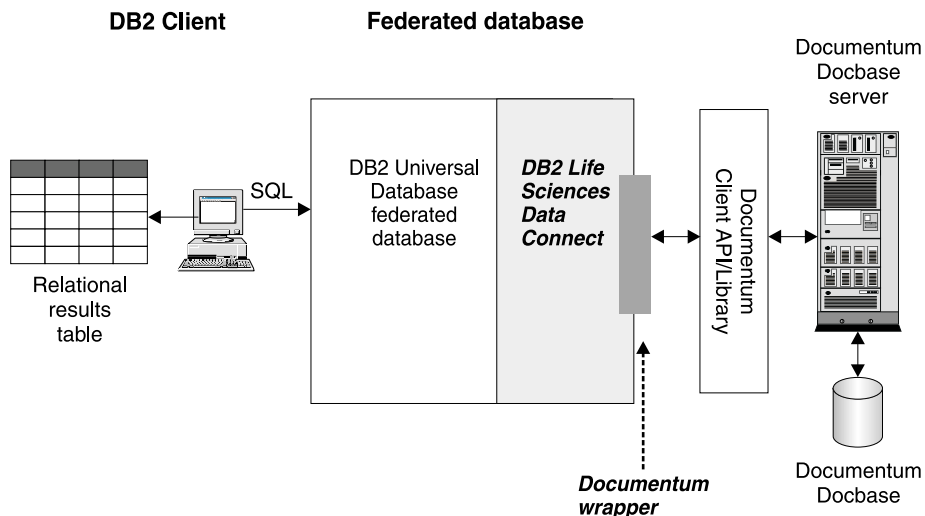 DB2 Client
Federated database
Documentum
Docbase
server
SQL
DB2 Universal
Database
federated
database
DB2 Life
Sciences
Data
Connect
Documentum
Client API/Library
Relational
results
table
Documentum
wrapper
Documentum
Docbase